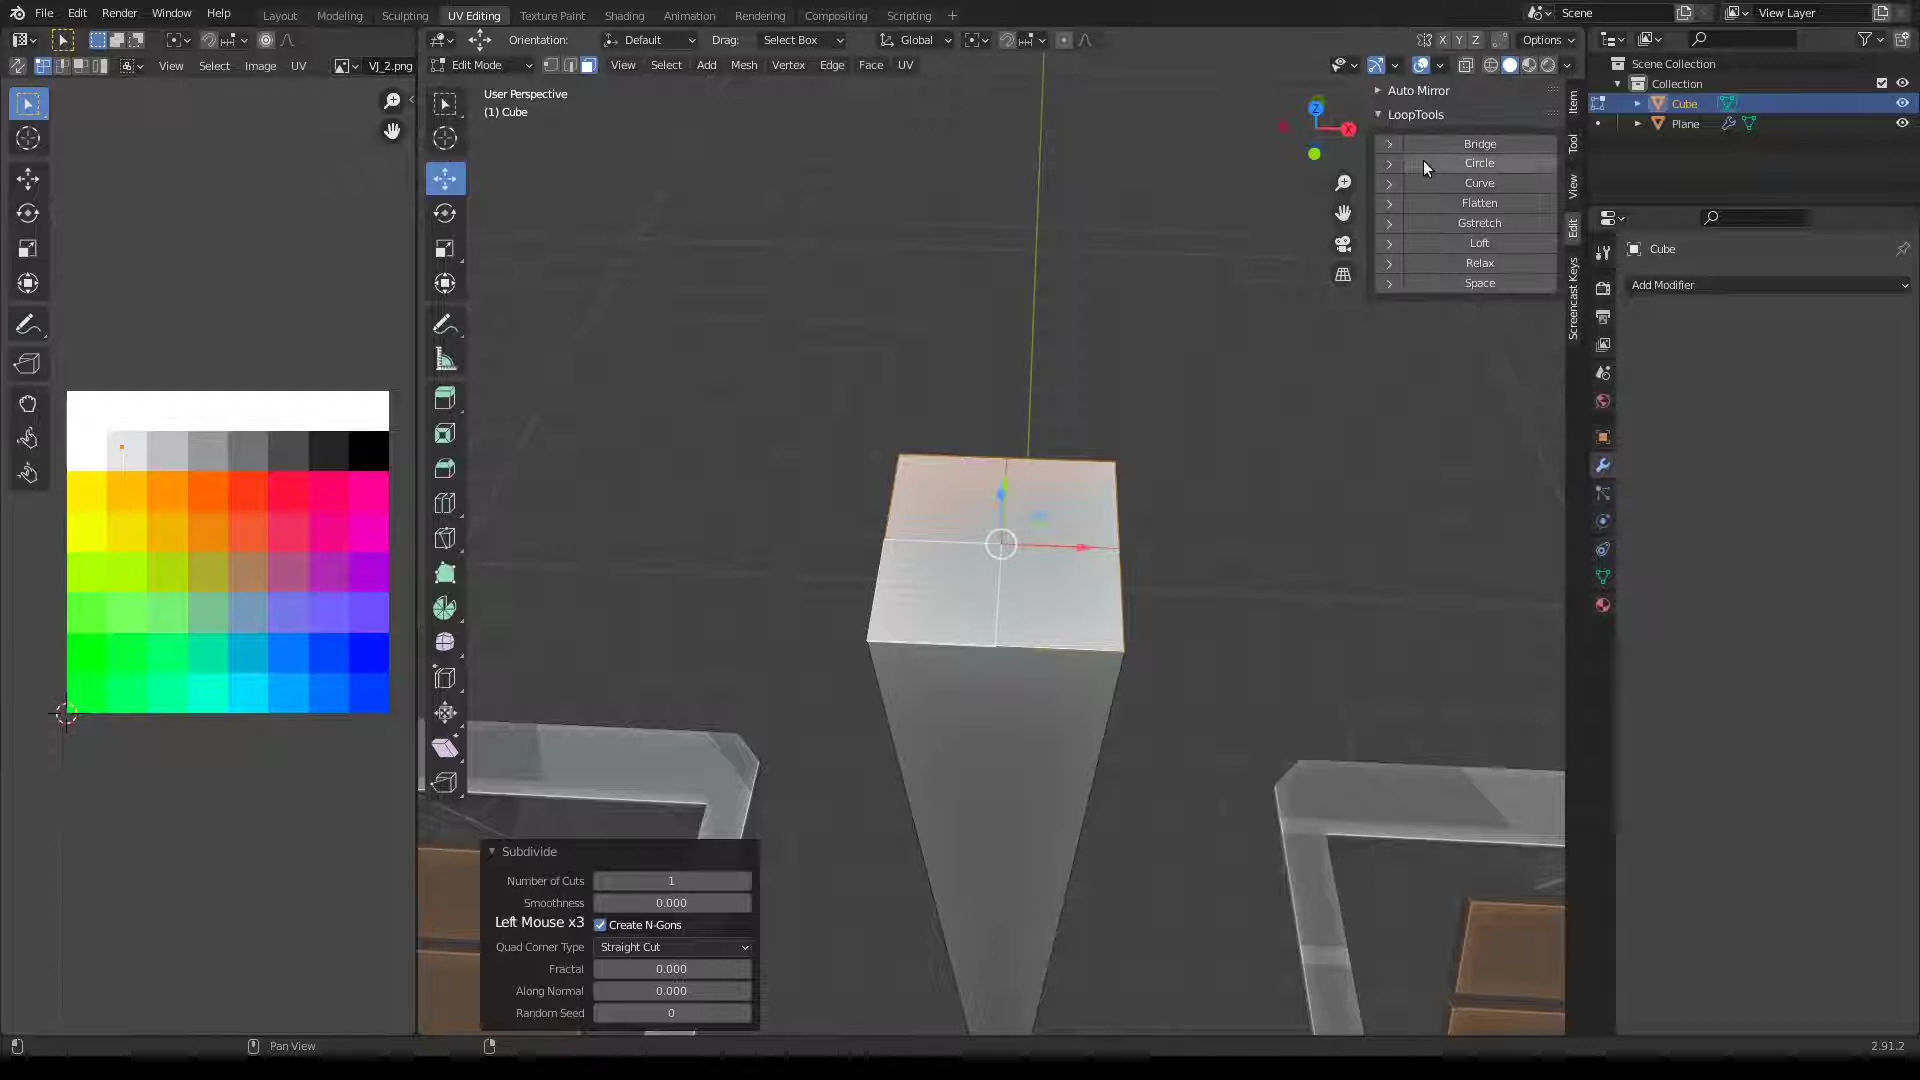 File Edit Render Window Help
Layout Modeling Sculpting UV Editing Texture Paint Shading Animation Rendering Compositing Scripting
Scene
View Layer
Orientation: Default Drag: Select Box Global X Y Z Options
View Select Image UV VJ_2.png
Edit Mode View Select Add Mesh Vertex Edge Face UV
User Perspective
(1) Cube
Z
X
Auto Mirror
LoopTools
Bridge
Circle
Curve
Flatten
Gstretch
Loft
Relax
Space
Item
Tool
View
Edit
Screencast Keys
Scene Collection
Collection
Cube
Plane
Cube
Add Modifier
Subdivide
Number of Cuts 1
Smoothness 0.000
Left Mouse x3 Create N-Gons
Quad Corner Type Straight Cut
Fractal 0.000
Along Normal 0.000
Random Seed 0
Pan View
2.91.2